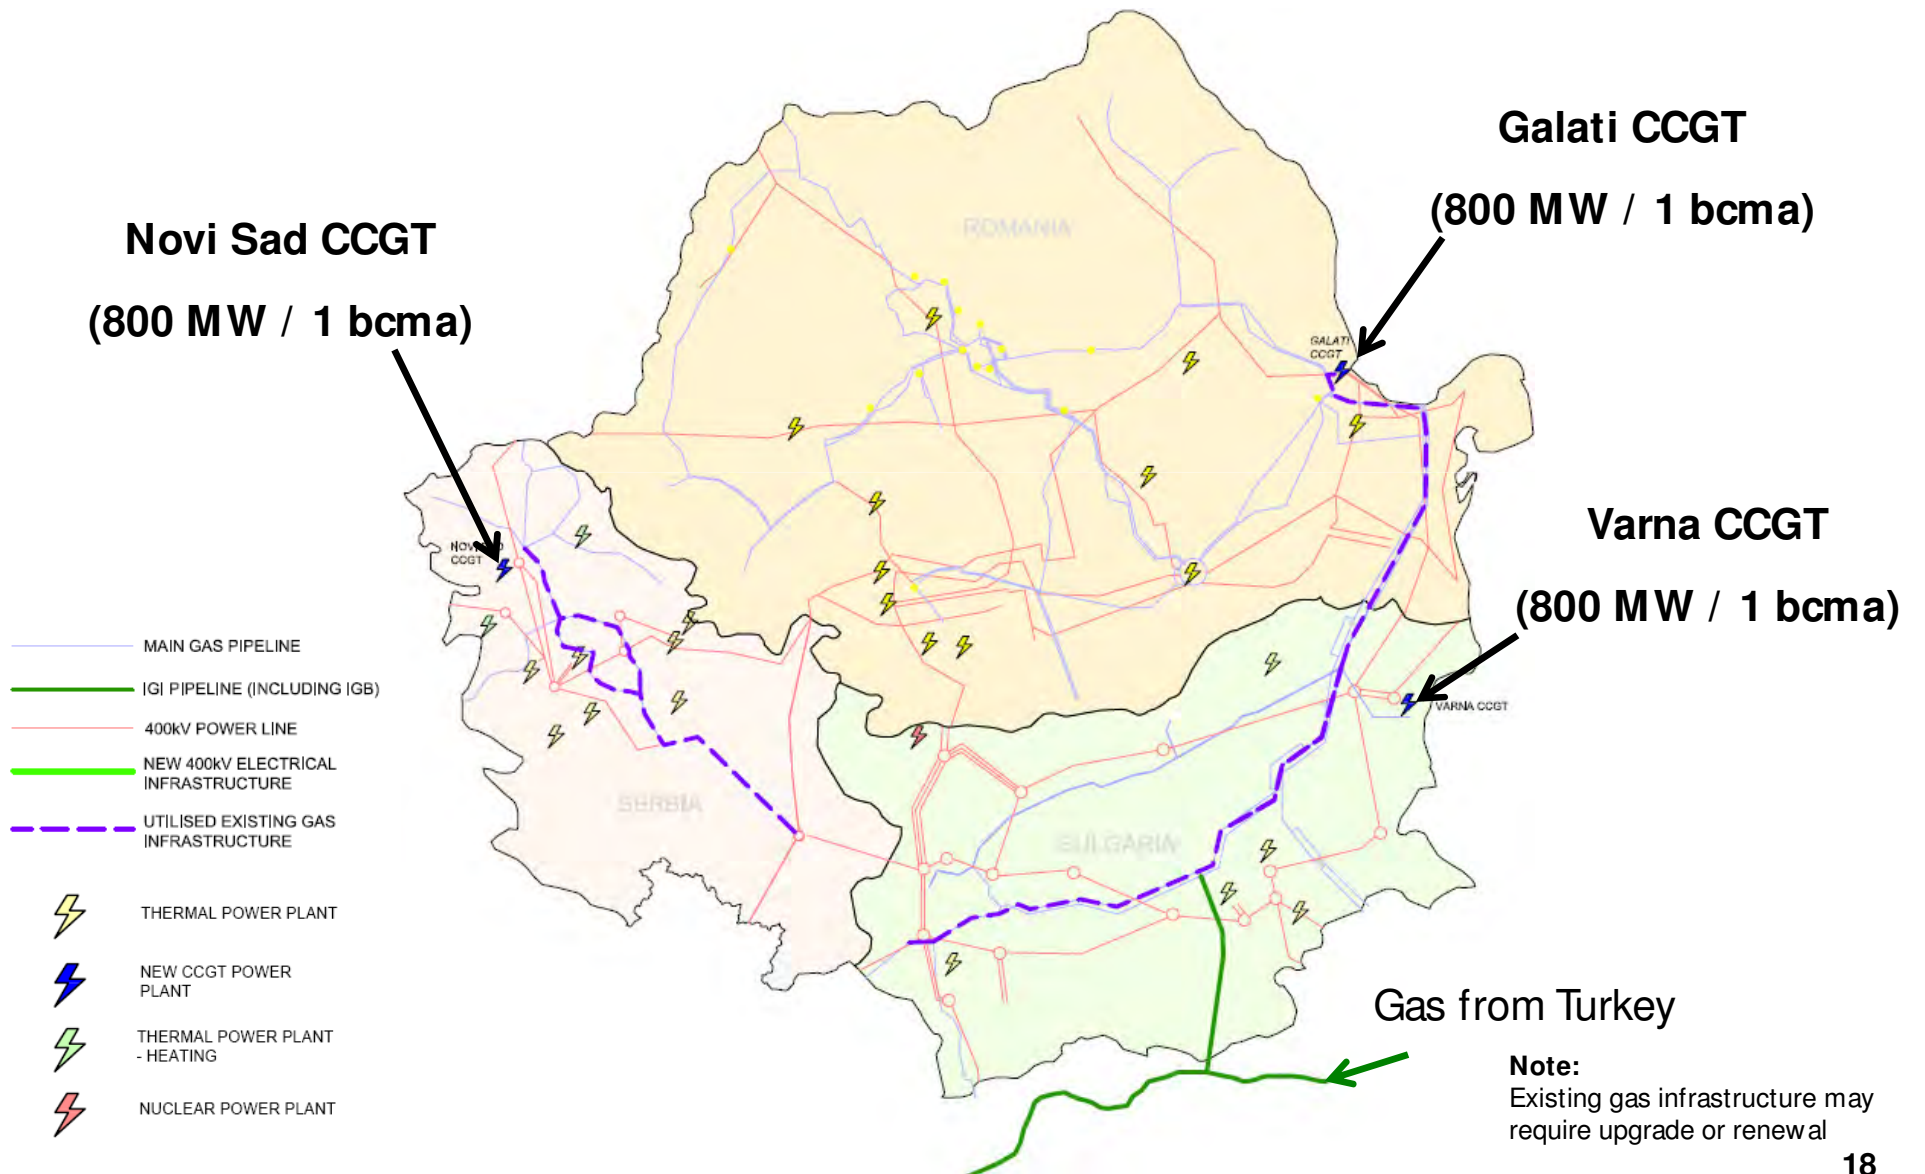 Galati CCGT
(800 MW / 1 bcma)
Novi Sad CCGT
(800 MW / 1 bcma)
ROMANIA
GALATI
CCGT
Varna CCGT
(800 MW / 1 bcma)
CCGT
VARNA CCGT
SERBIA
BULGARIA
MAIN GAS PIPELINE
IGI PIPELINE (INCLUDING IGB)
400kV POWER LINE
NEW 400kV ELECTRICAL
INFRASTRUCTURE
UTILISED EXISTING GAS
INFRASTRUCTURE
THERMAL POWER PLANT
NEW CCGT POWER
PLANT
THERMAL POWER PLANT
- HEATING
NUCLEAR POWER PLANT
Gas from Turkey
Note:
Existing gas infrastructure may
require upgrade or renewal
18